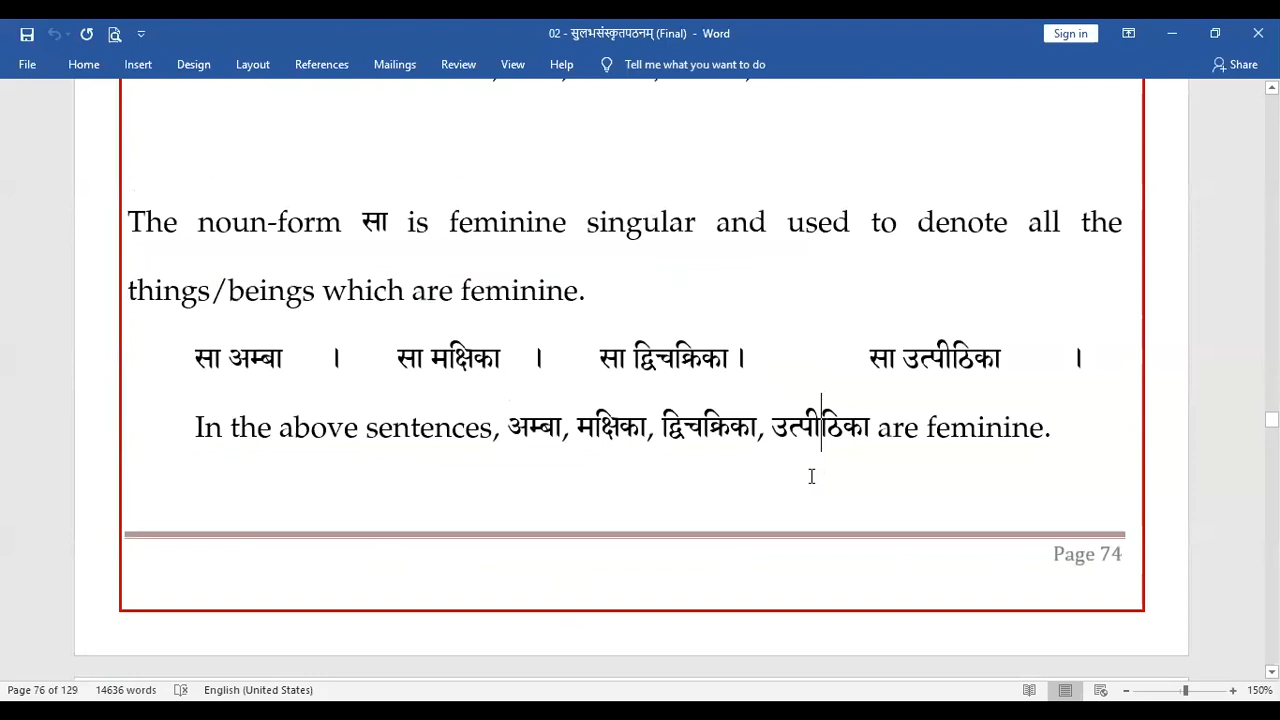 02 - सुलभसंस्कृतपठनम् (Final) - Word
Sign in
File Home Insert Design Layout References Mailings Review View Help Tell me what you want to do Share
The noun-form सा is feminine singular and used to denote all the
things/beings which are feminine.
सा अम्बा । सा मक्षिका । सा द्विचक्रिका । सा उत्पीठिका ।
In the above sentences, अम्बा, मक्षिका, द्विचक्रिका, उत्पीठिका are feminine.
Page 74
Page 76 of 129 14636 words English (United States) 150%